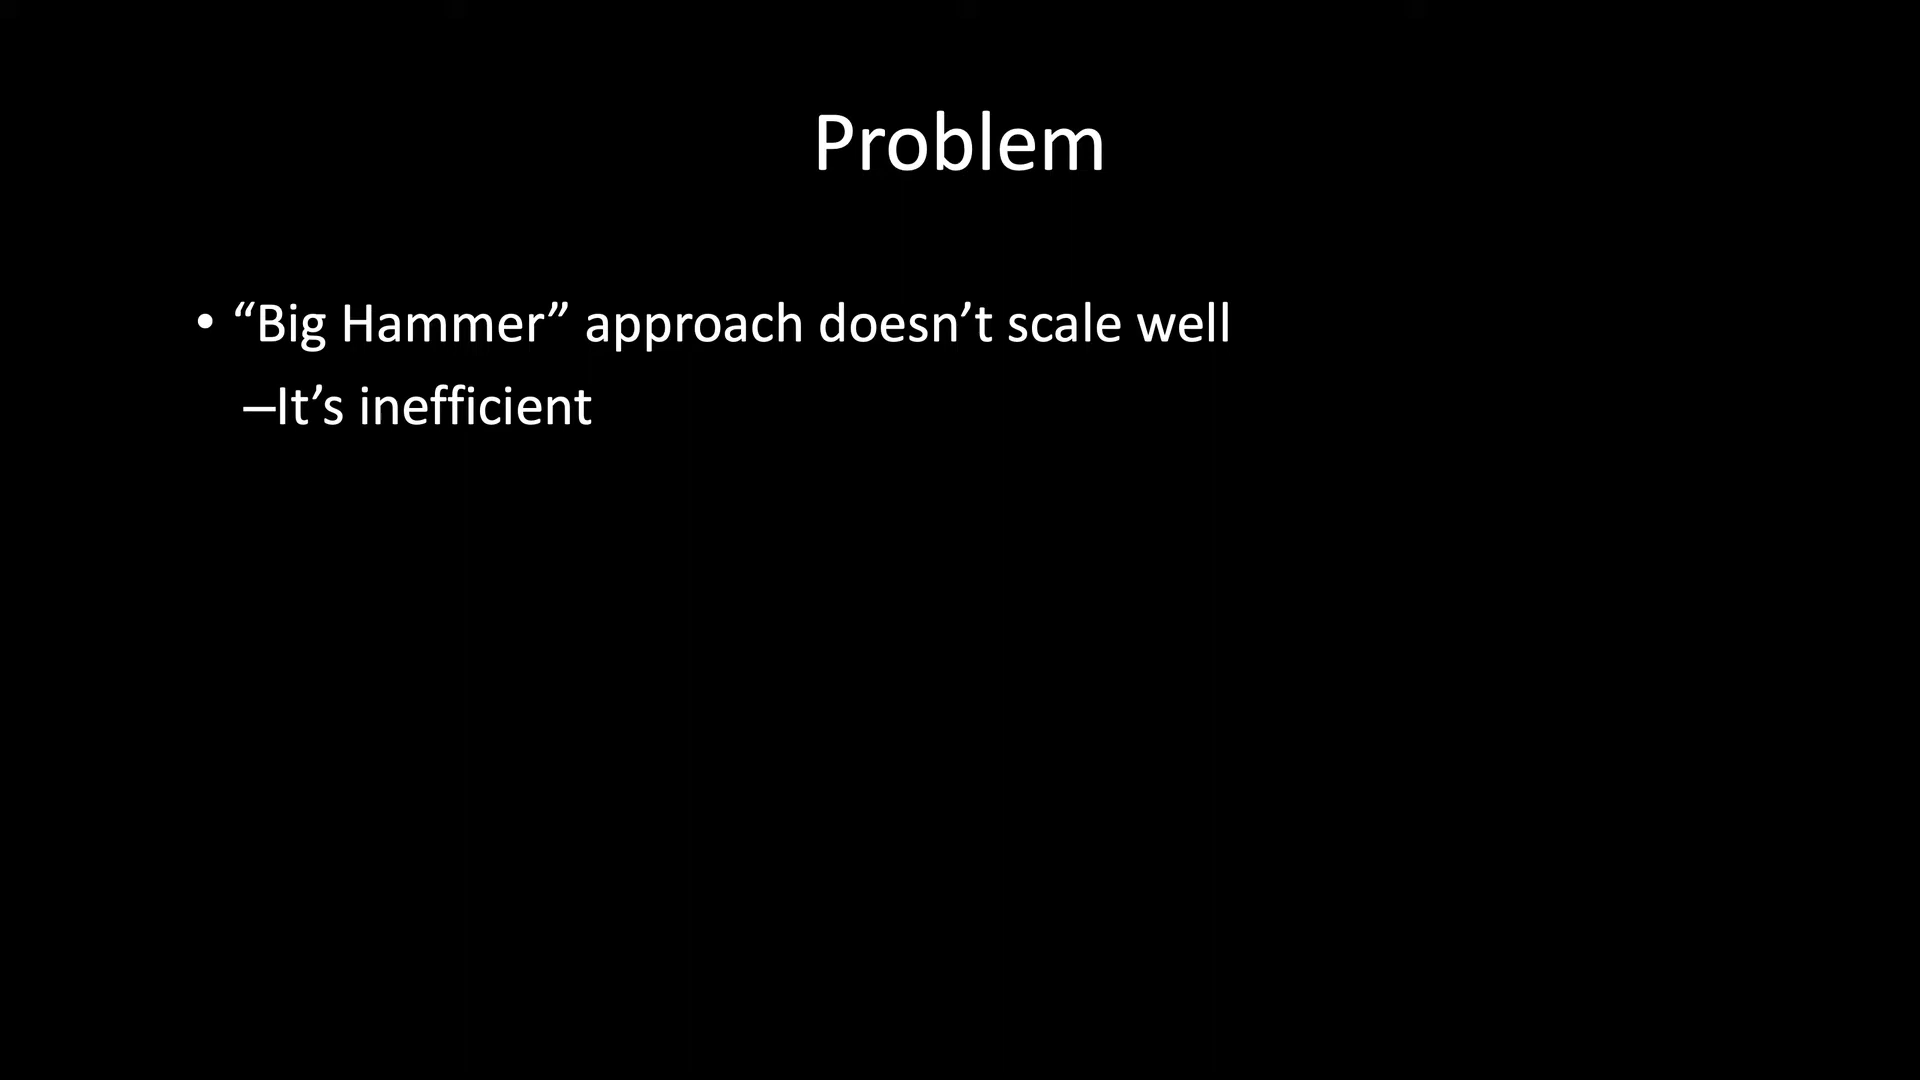 Problem
• “Big Hammer” approach doesn’t scale well
–It’s inefficient